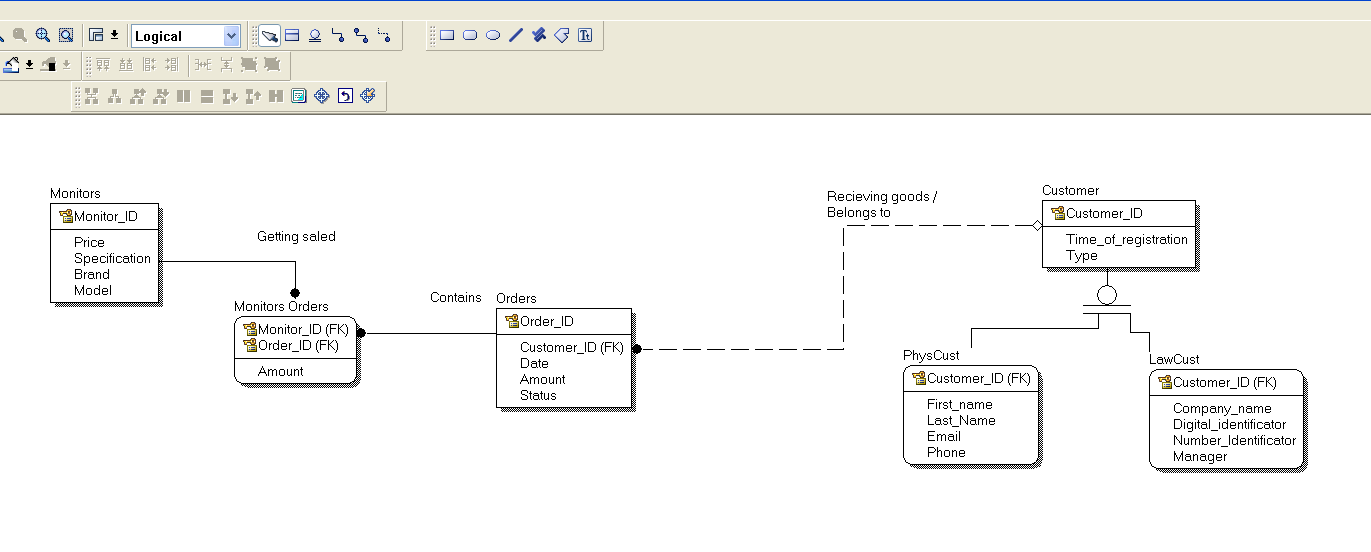 Logical
Monitors
Monitor_ID
Price
Specification
Brand
Model
Getting saled
Monitors Orders
Monitor_ID (FK)
Order_ID (FK)
Amount
Contains
Orders
Order_ID
Customer_ID (FK)
Date
Amount
Status
Recieving goods /
Belongs to
Customer
Customer_ID
Time_of_registration
Type
PhysCust
Customer_ID (FK)
First_name
Last_Name
Email
Phone
LawCust
Customer_ID (FK)
Company_name
Digital_identificator
Number_Identificator
Manager